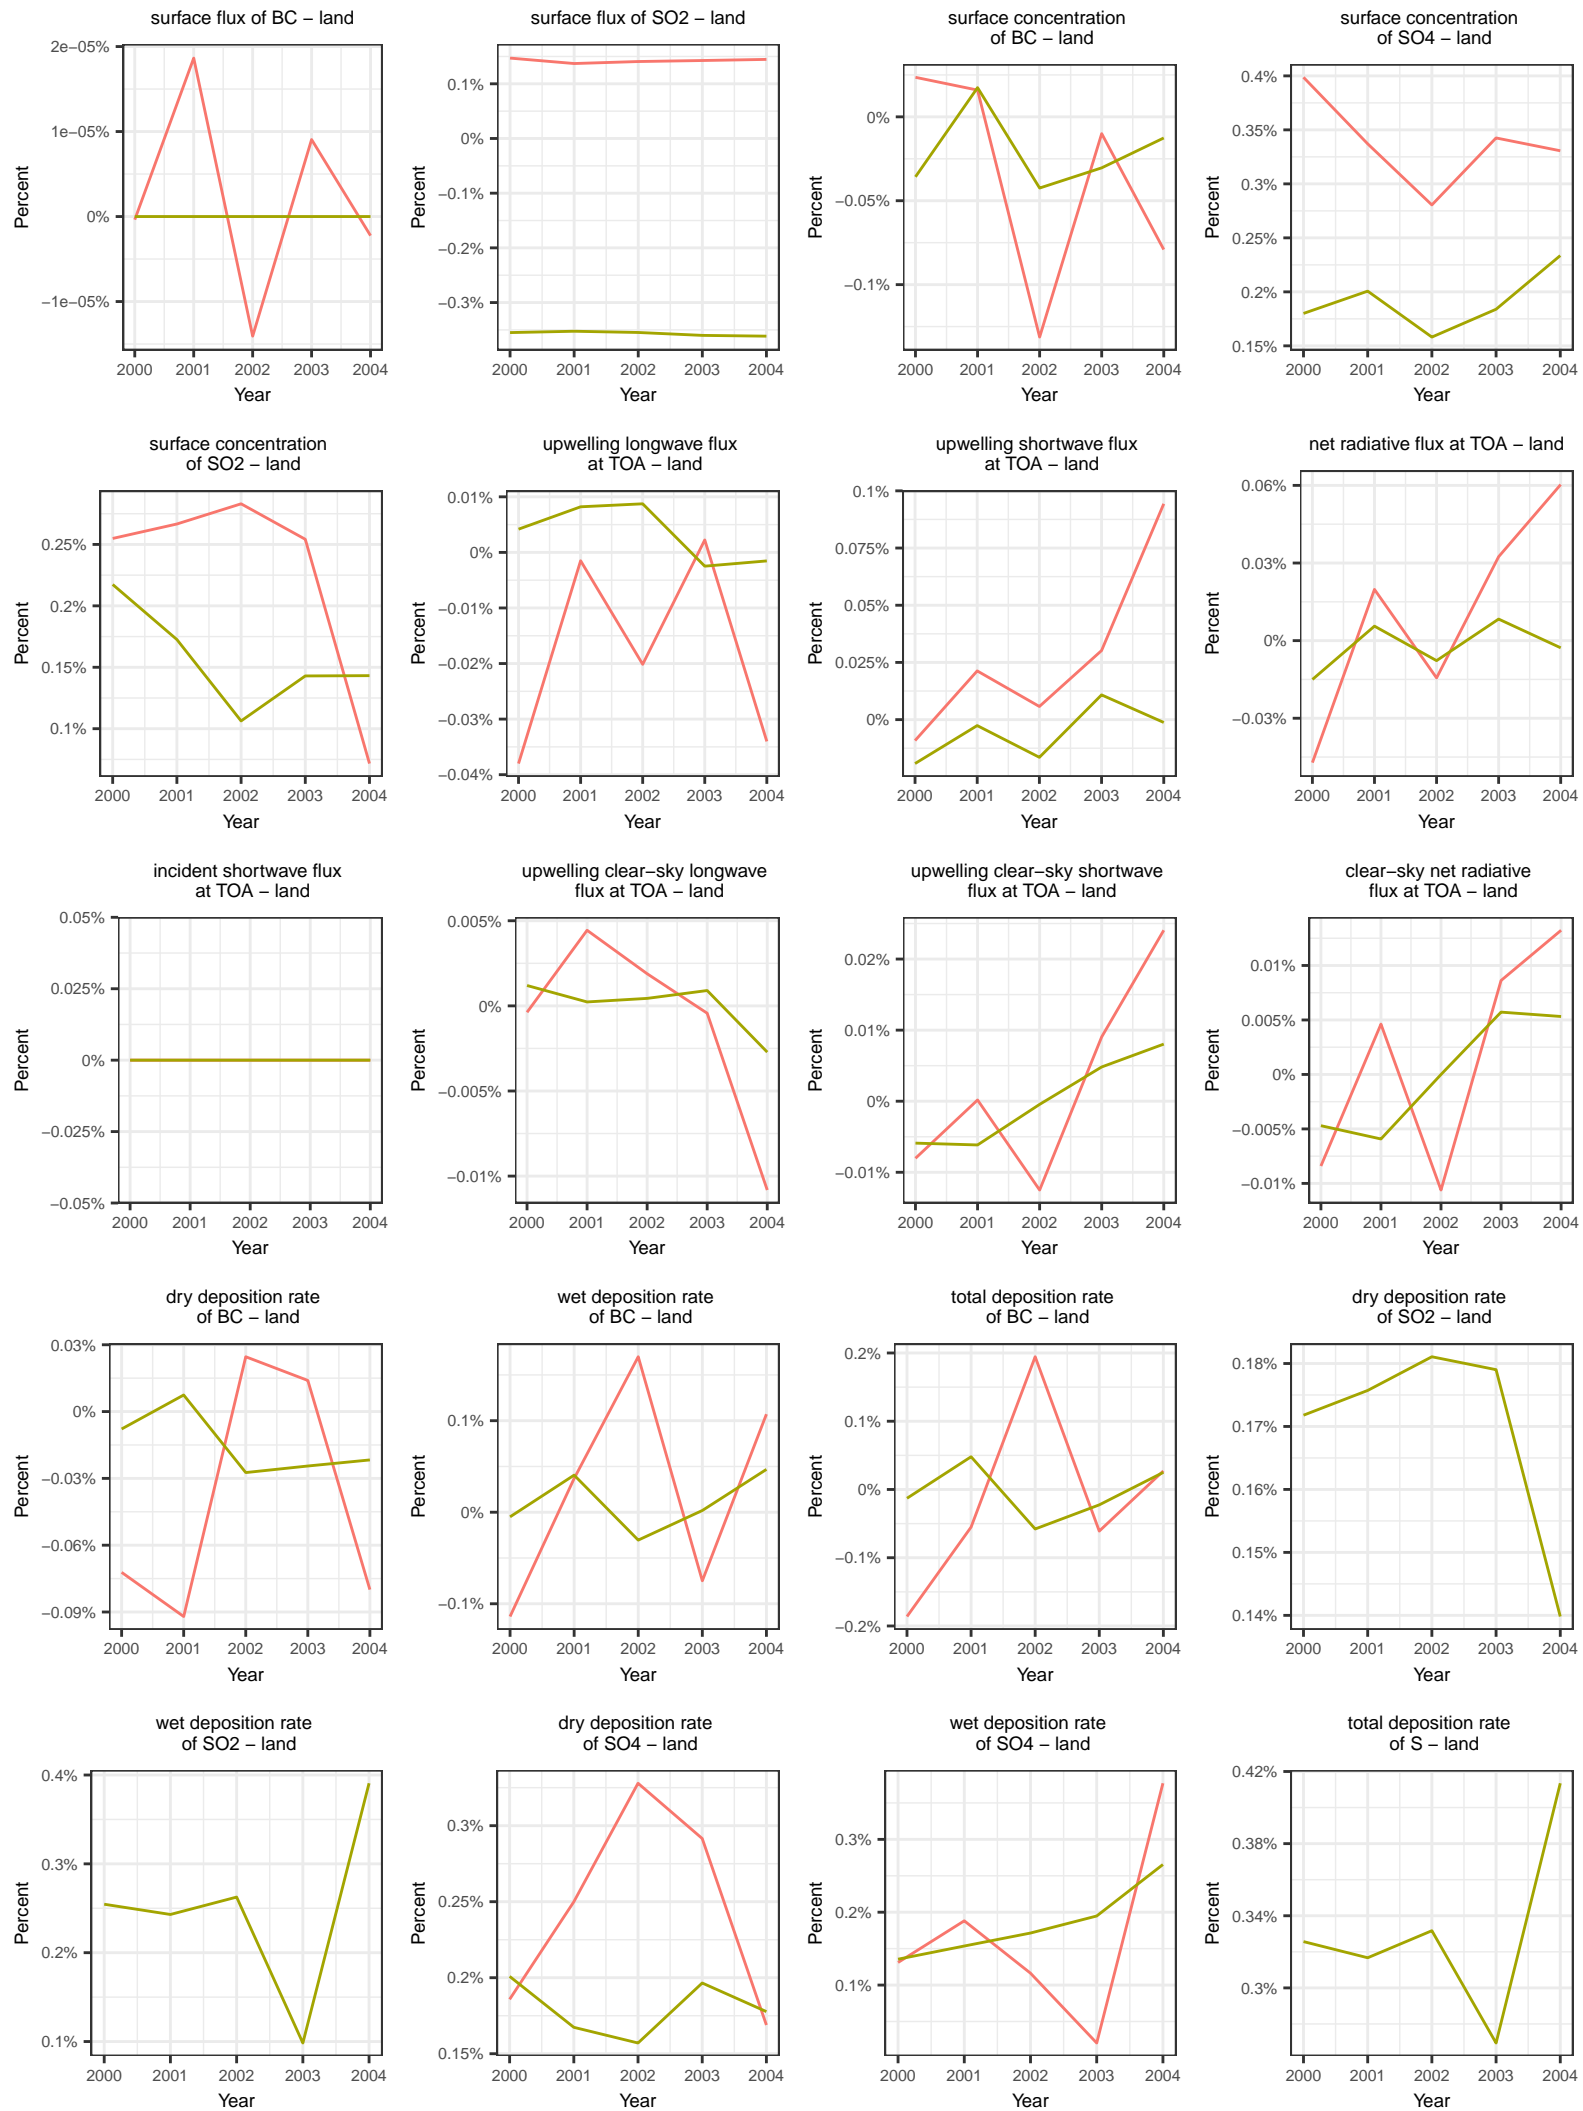 surface flux of BC − land
2e−05%
1e−05%
0%
−1e−05%
2000 2001 2002 2003 2004
Year
Percent
surface flux of SO2 − land
0.1%
0%
−0.1%
−0.2%
−0.3%
2000 2001 2002 2003 2004
Year
Percent
surface concentration
of BC − land
0%
−0.05%
−0.1%
2000 2001 2002 2003 2004
Year
Percent
surface concentration
of SO4 − land
0.4%
0.35%
0.3%
0.25%
0.2%
0.15%
2000 2001 2002 2003 2004
Year
Percent
surface concentration
of SO2 − land
0.25%
0.2%
0.15%
0.1%
2000 2001 2002 2003 2004
Year
Percent
upwelling longwave flux
at TOA − land
0.01%
0%
−0.01%
−0.02%
−0.03%
−0.04%
2000 2001 2002 2003 2004
Year
Percent
upwelling shortwave flux
at TOA − land
0.1%
0.075%
0.05%
0.025%
0%
2000 2001 2002 2003 2004
Year
Percent
net radiative flux at TOA − land
0.06%
0.03%
0%
−0.03%
2000 2001 2002 2003 2004
Year
Percent
incident shortwave flux
at TOA − land
0.05%
0.025%
0%
−0.025%
−0.05%
2000 2001 2002 2003 2004
Year
Percent
upwelling clear−sky longwave
flux at TOA − land
0.005%
0%
−0.005%
−0.01%
2000 2001 2002 2003 2004
Year
Percent
upwelling clear−sky shortwave
flux at TOA − land
0.02%
0.01%
0%
−0.01%
2000 2001 2002 2003 2004
Year
Percent
clear−sky net radiative
flux at TOA − land
0.01%
0.005%
0%
−0.005%
−0.01%
2000 2001 2002 2003 2004
Year
Percent
dry deposition rate
of BC − land
0.03%
0%
−0.03%
−0.06%
−0.09%
2000 2001 2002 2003 2004
Year
Percent
wet deposition rate
of BC − land
0.1%
0%
−0.1%
2000 2001 2002 2003 2004
Year
Percent
total deposition rate
of BC − land
0.2%
0.1%
0%
−0.1%
−0.2%
2000 2001 2002 2003 2004
Year
Percent
dry deposition rate
of SO2 − land
0.18%
0.17%
0.16%
0.15%
0.14%
2000 2001 2002 2003 2004
Year
Percent
wet deposition rate
of SO2 − land
0.4%
0.3%
0.2%
0.1%
2000 2001 2002 2003 2004
Year
Percent
dry deposition rate
of SO4 − land
0.3%
0.25%
0.2%
0.15%
2000 2001 2002 2003 2004
Year
Percent
wet deposition rate
of SO4 − land
0.3%
0.2%
0.1%
2000 2001 2002 2003 2004
Year
Percent
total deposition rate
of S − land
0.42%
0.38%
0.34%
0.3%
2000 2001 2002 2003 2004
Year
Percent